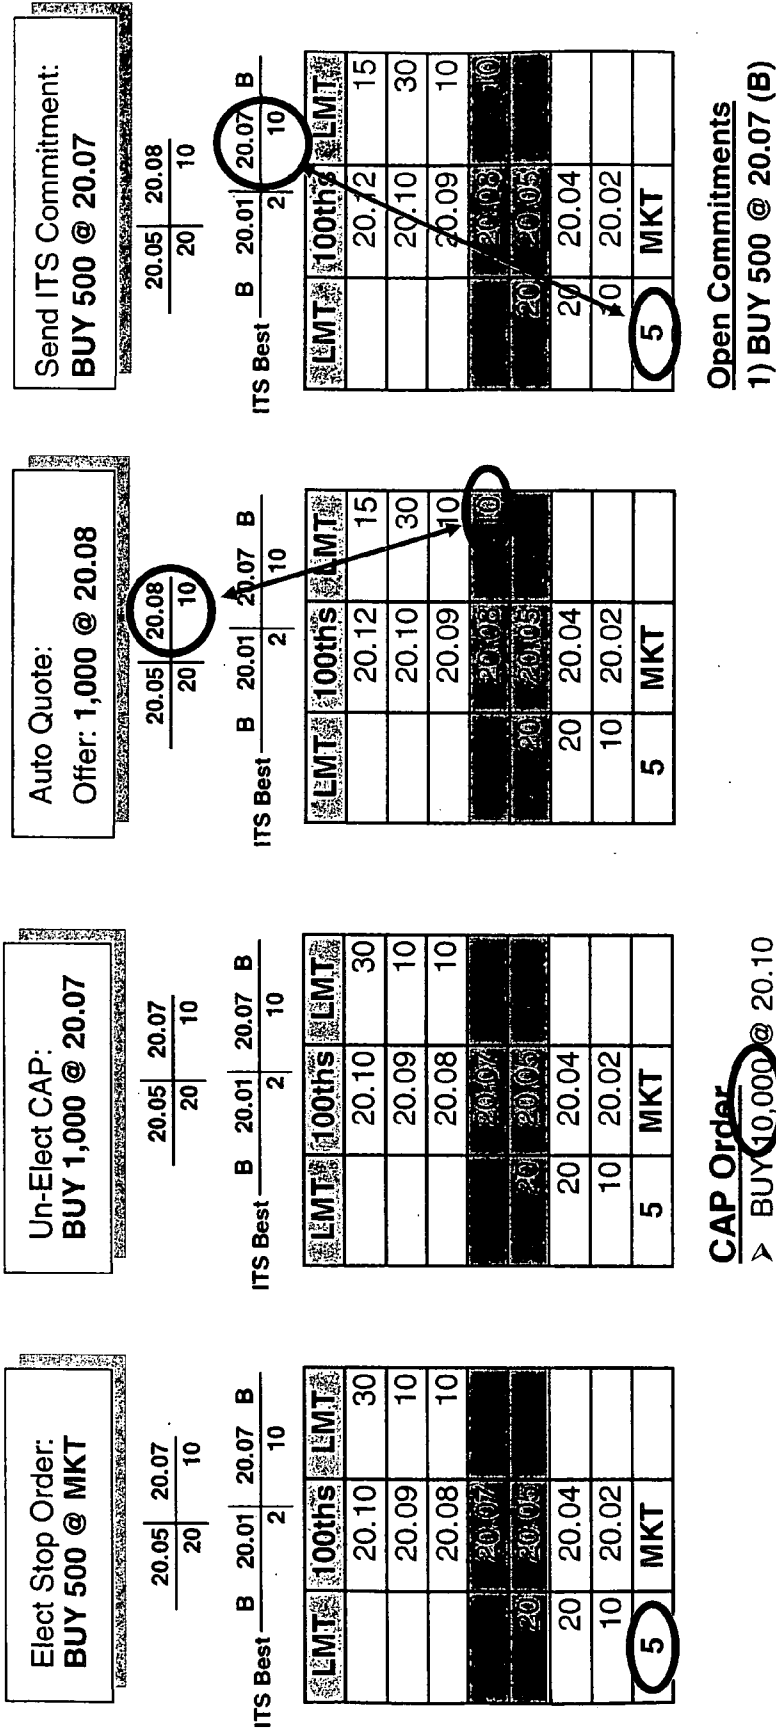 Elect Stop Order:
BUY 500 @ MKT
20.05 20.07
20 10
B 20.01 20.07 B
ITS Best
2 10
LMT 100ths LMT
20.10 30
20.09 10
20.08 10
20.07
20 20.05
20 20.04
10 20.02
5 MKT
Un-Elect CAP:
BUY 1,000 @ 20.07
20.05 20.07
20 10
B 20.01 20.07 B
ITS Best
2 10
LMT 100ths LMT
20.10 30
20.09 10
20.08 10
20.07
20 20.05
20 20.04
10 20.02
5 MKT
CAP Order
➢ BUY 10,000 @ 20.10
Auto Quote:
Offer: 1,000 @ 20.08
20.05 20.08
20 10
B 20.01 20.07 B
ITS Best
2 10
LMT 100ths LMT
20.12 15
20.10 30
20.09 10
20.08 10
20 20.05
20 20.04
10 20.02
5 MKT
Send ITS Commitment:
BUY 500 @ 20.07
20.05 20.08
20 10
B 20.01 20.07 B
ITS Best
2 10
LMT 100ths LMT
20.12 15
20.10 30
20.09 10
20.08 10
20 20.05
20 20.04
10 20.02
5 MKT
Open Commitments
1) BUY 500 @ 20.07 (B)